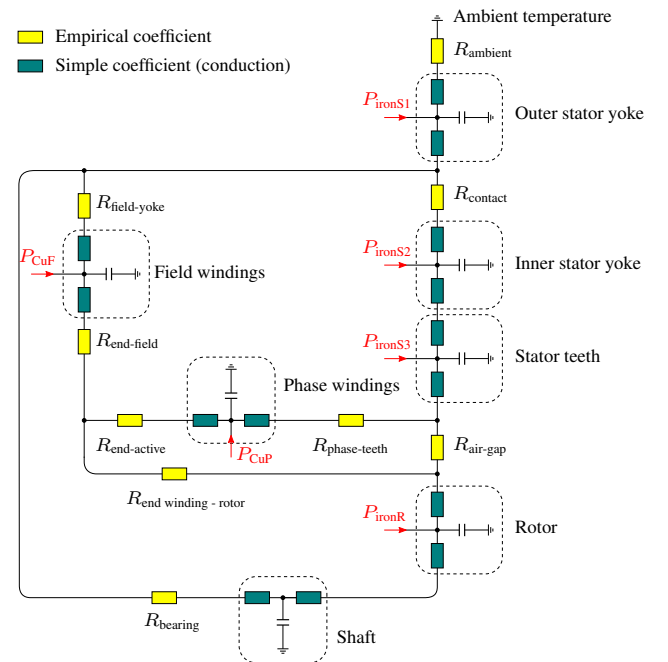 Ambient temperature
Empirical coefficient
R_ambient
Simple coefficient (conduction)
P_ironS1
Outer stator yoke
R_field-yoke
R_contact
P_CuF
Field windings
P_ironS2
Inner stator yoke
R_end-field
P_ironS3
Stator teeth
Phase windings
R_end-active
P_CuP
R_phase-teeth
R_air-gap
R_end winding - rotor
P_ironR
Rotor
R_bearing
Shaft